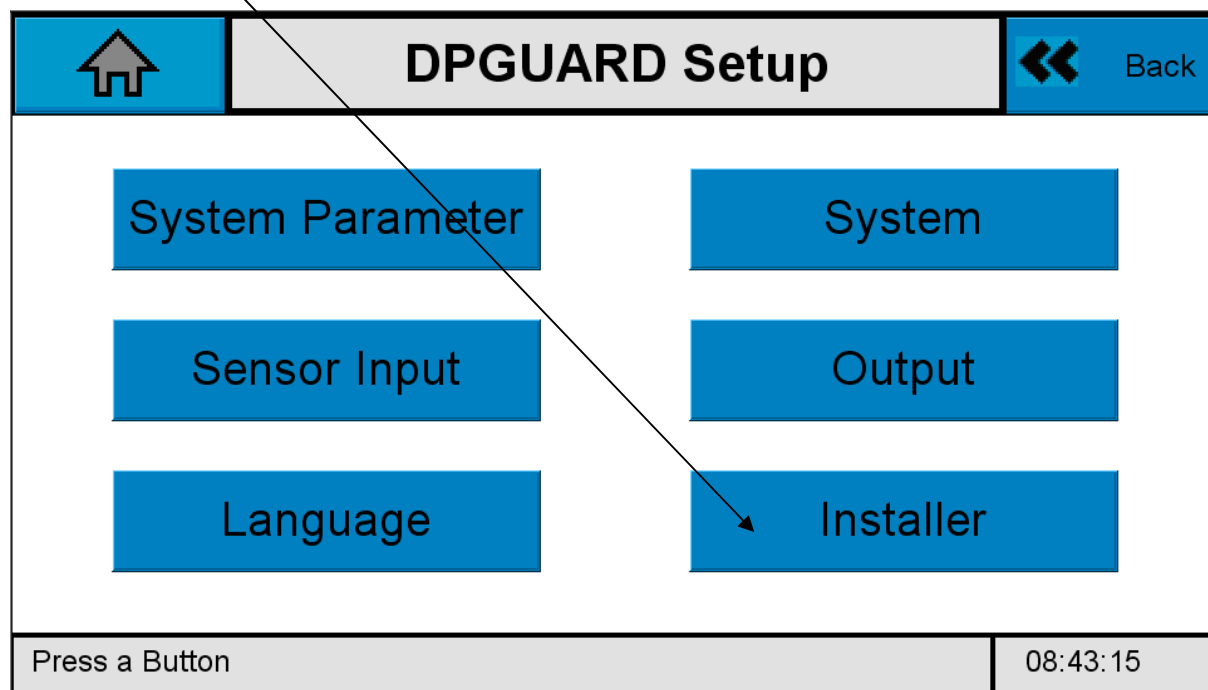 DPGUARD Setup
Back
System Parameter
System
Sensor Input
Output
Language
Installer
Press a Button
08:43:15